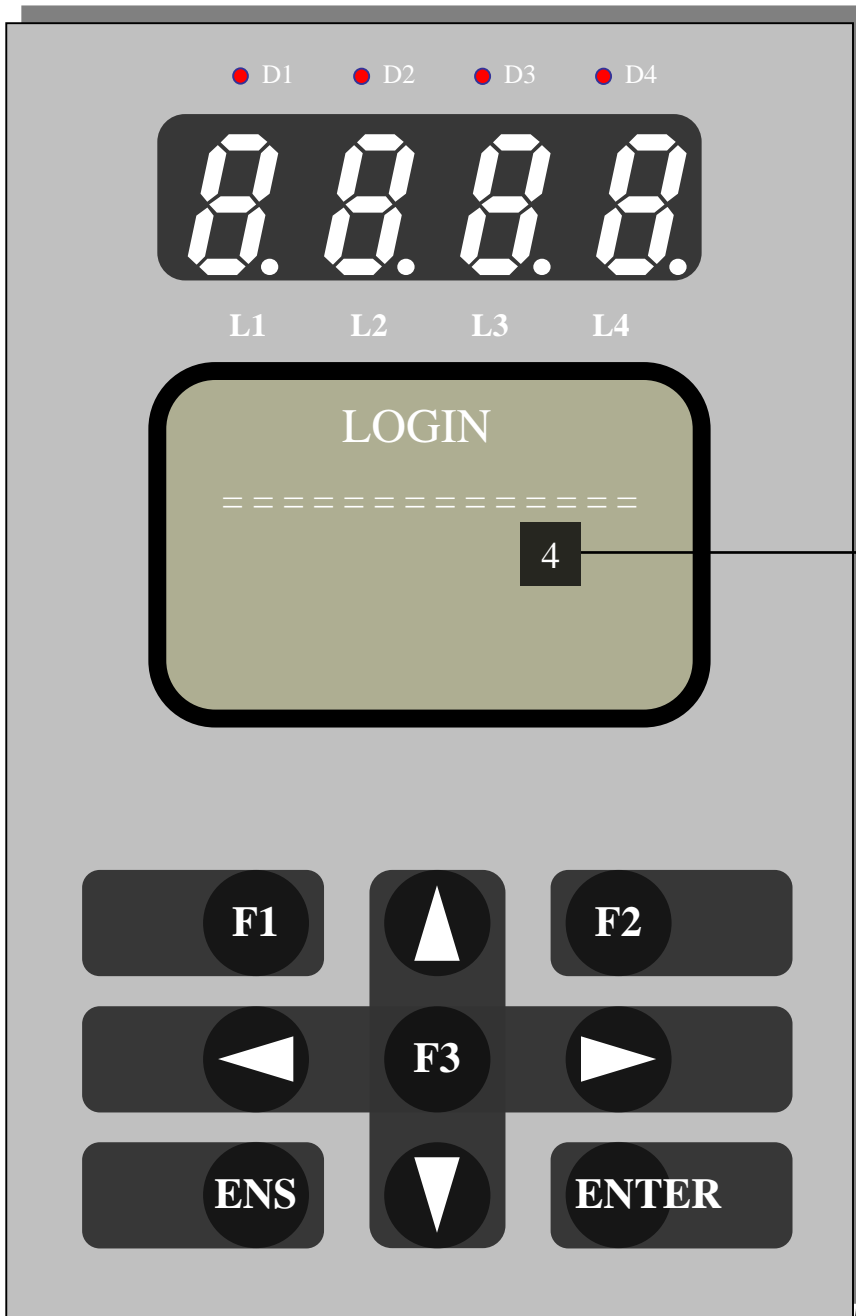 D1 D2 D3 D4
8.8.8.8.
L1 L2 L3 L4
LOGIN
==============
4
F1 F2
F3
ENS ENTER